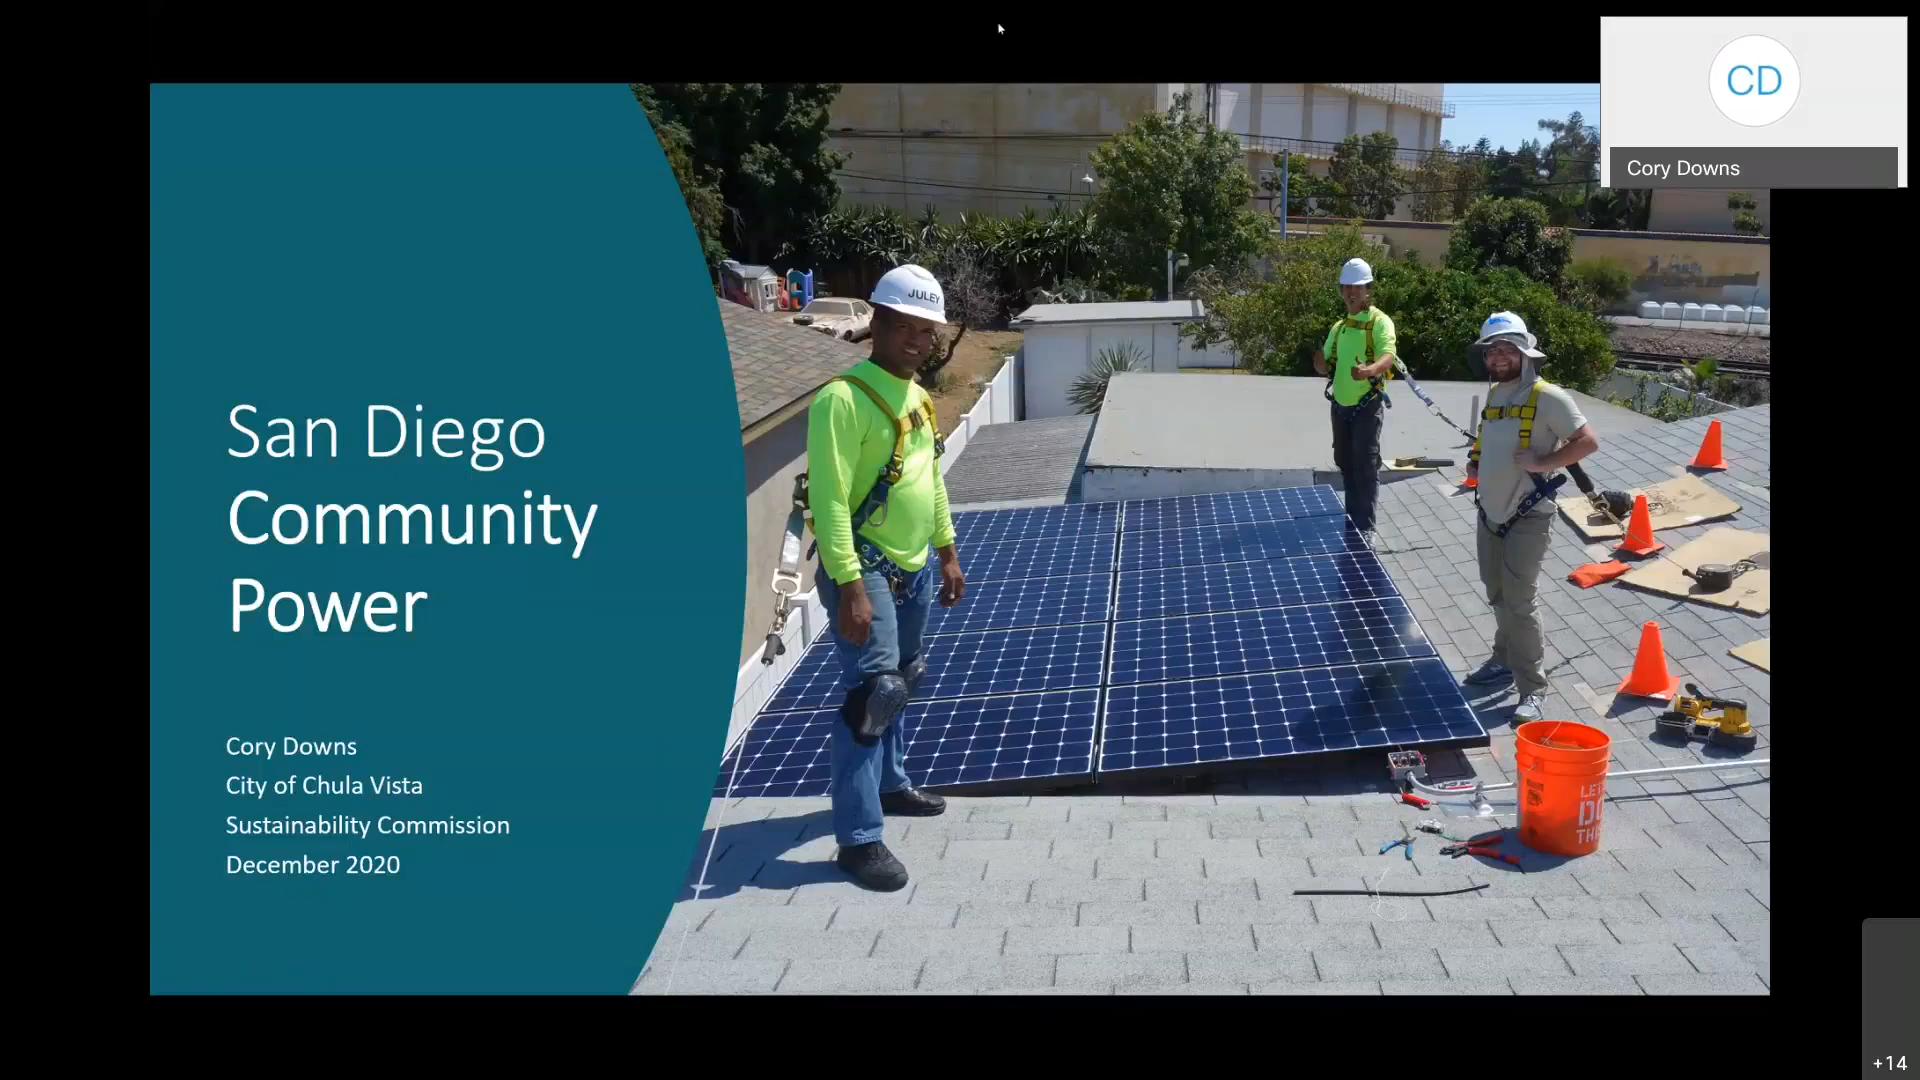 CD
Cory Downs
JULEY
San Diego
Community
Power
Cory Downs
City of Chula Vista
Sustainability Commission
December 2020
+14